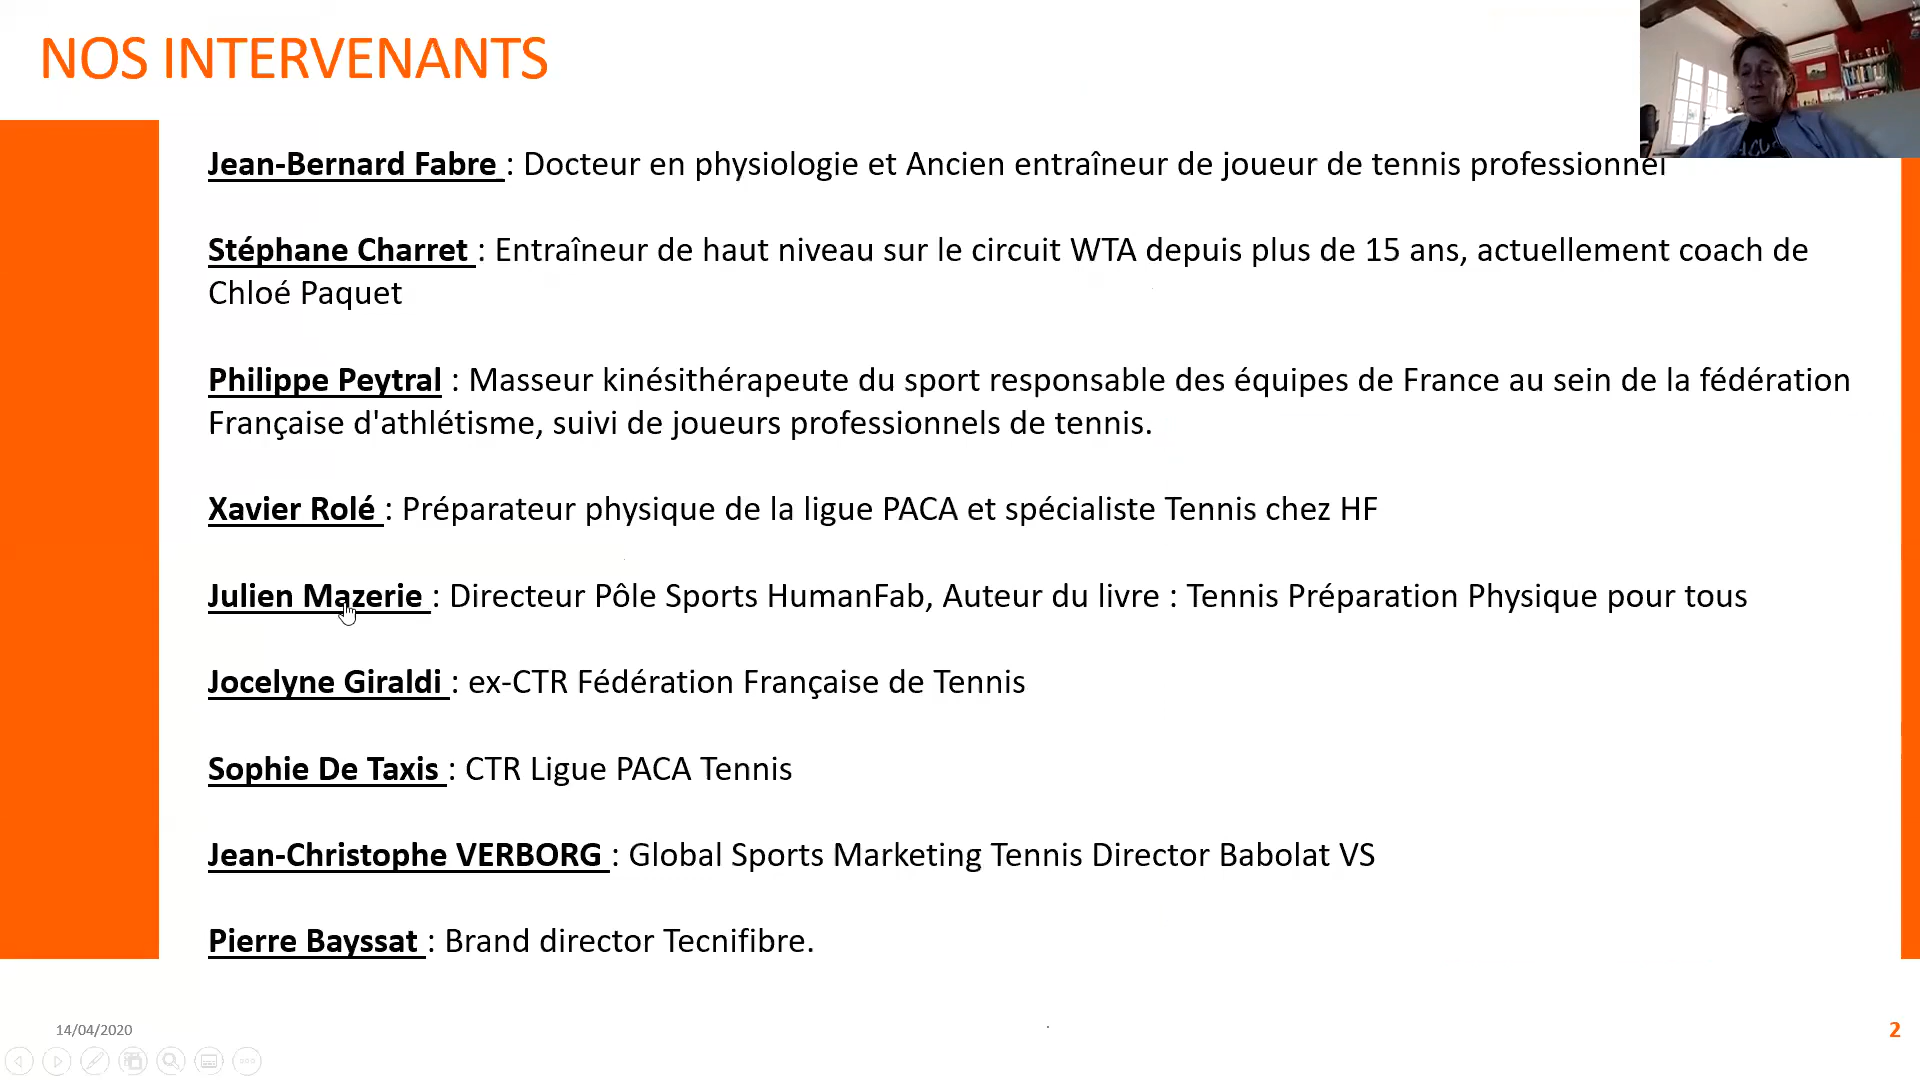 NOS INTERVENANTS
Jean-Bernard Fabre : Docteur en physiologie et Ancien entraîneur de joueur de tennis professionnel
Stéphane Charret : Entraîneur de haut niveau sur le circuit WTA depuis plus de 15 ans, actuellement coach de
Chloé Paquet
Philippe Peytral : Masseur kinésithérapeute du sport responsable des équipes de France au sein de la fédération
Française d'athlétisme, suivi de joueurs professionnels de tennis.
Xavier Rolé : Préparateur physique de la ligue PACA et spécialiste Tennis chez HF
Julien Mazerie : Directeur Pôle Sports HumanFab, Auteur du livre : Tennis Préparation Physique pour tous
Jocelyne Giraldi : ex-CTR Fédération Française de Tennis
Sophie De Taxis : CTR Ligue PACA Tennis
Jean-Christophe VERBORG : Global Sports Marketing Tennis Director Babolat VS
Pierre Bayssat : Brand director Tecnifibre.
14/04/2020
2